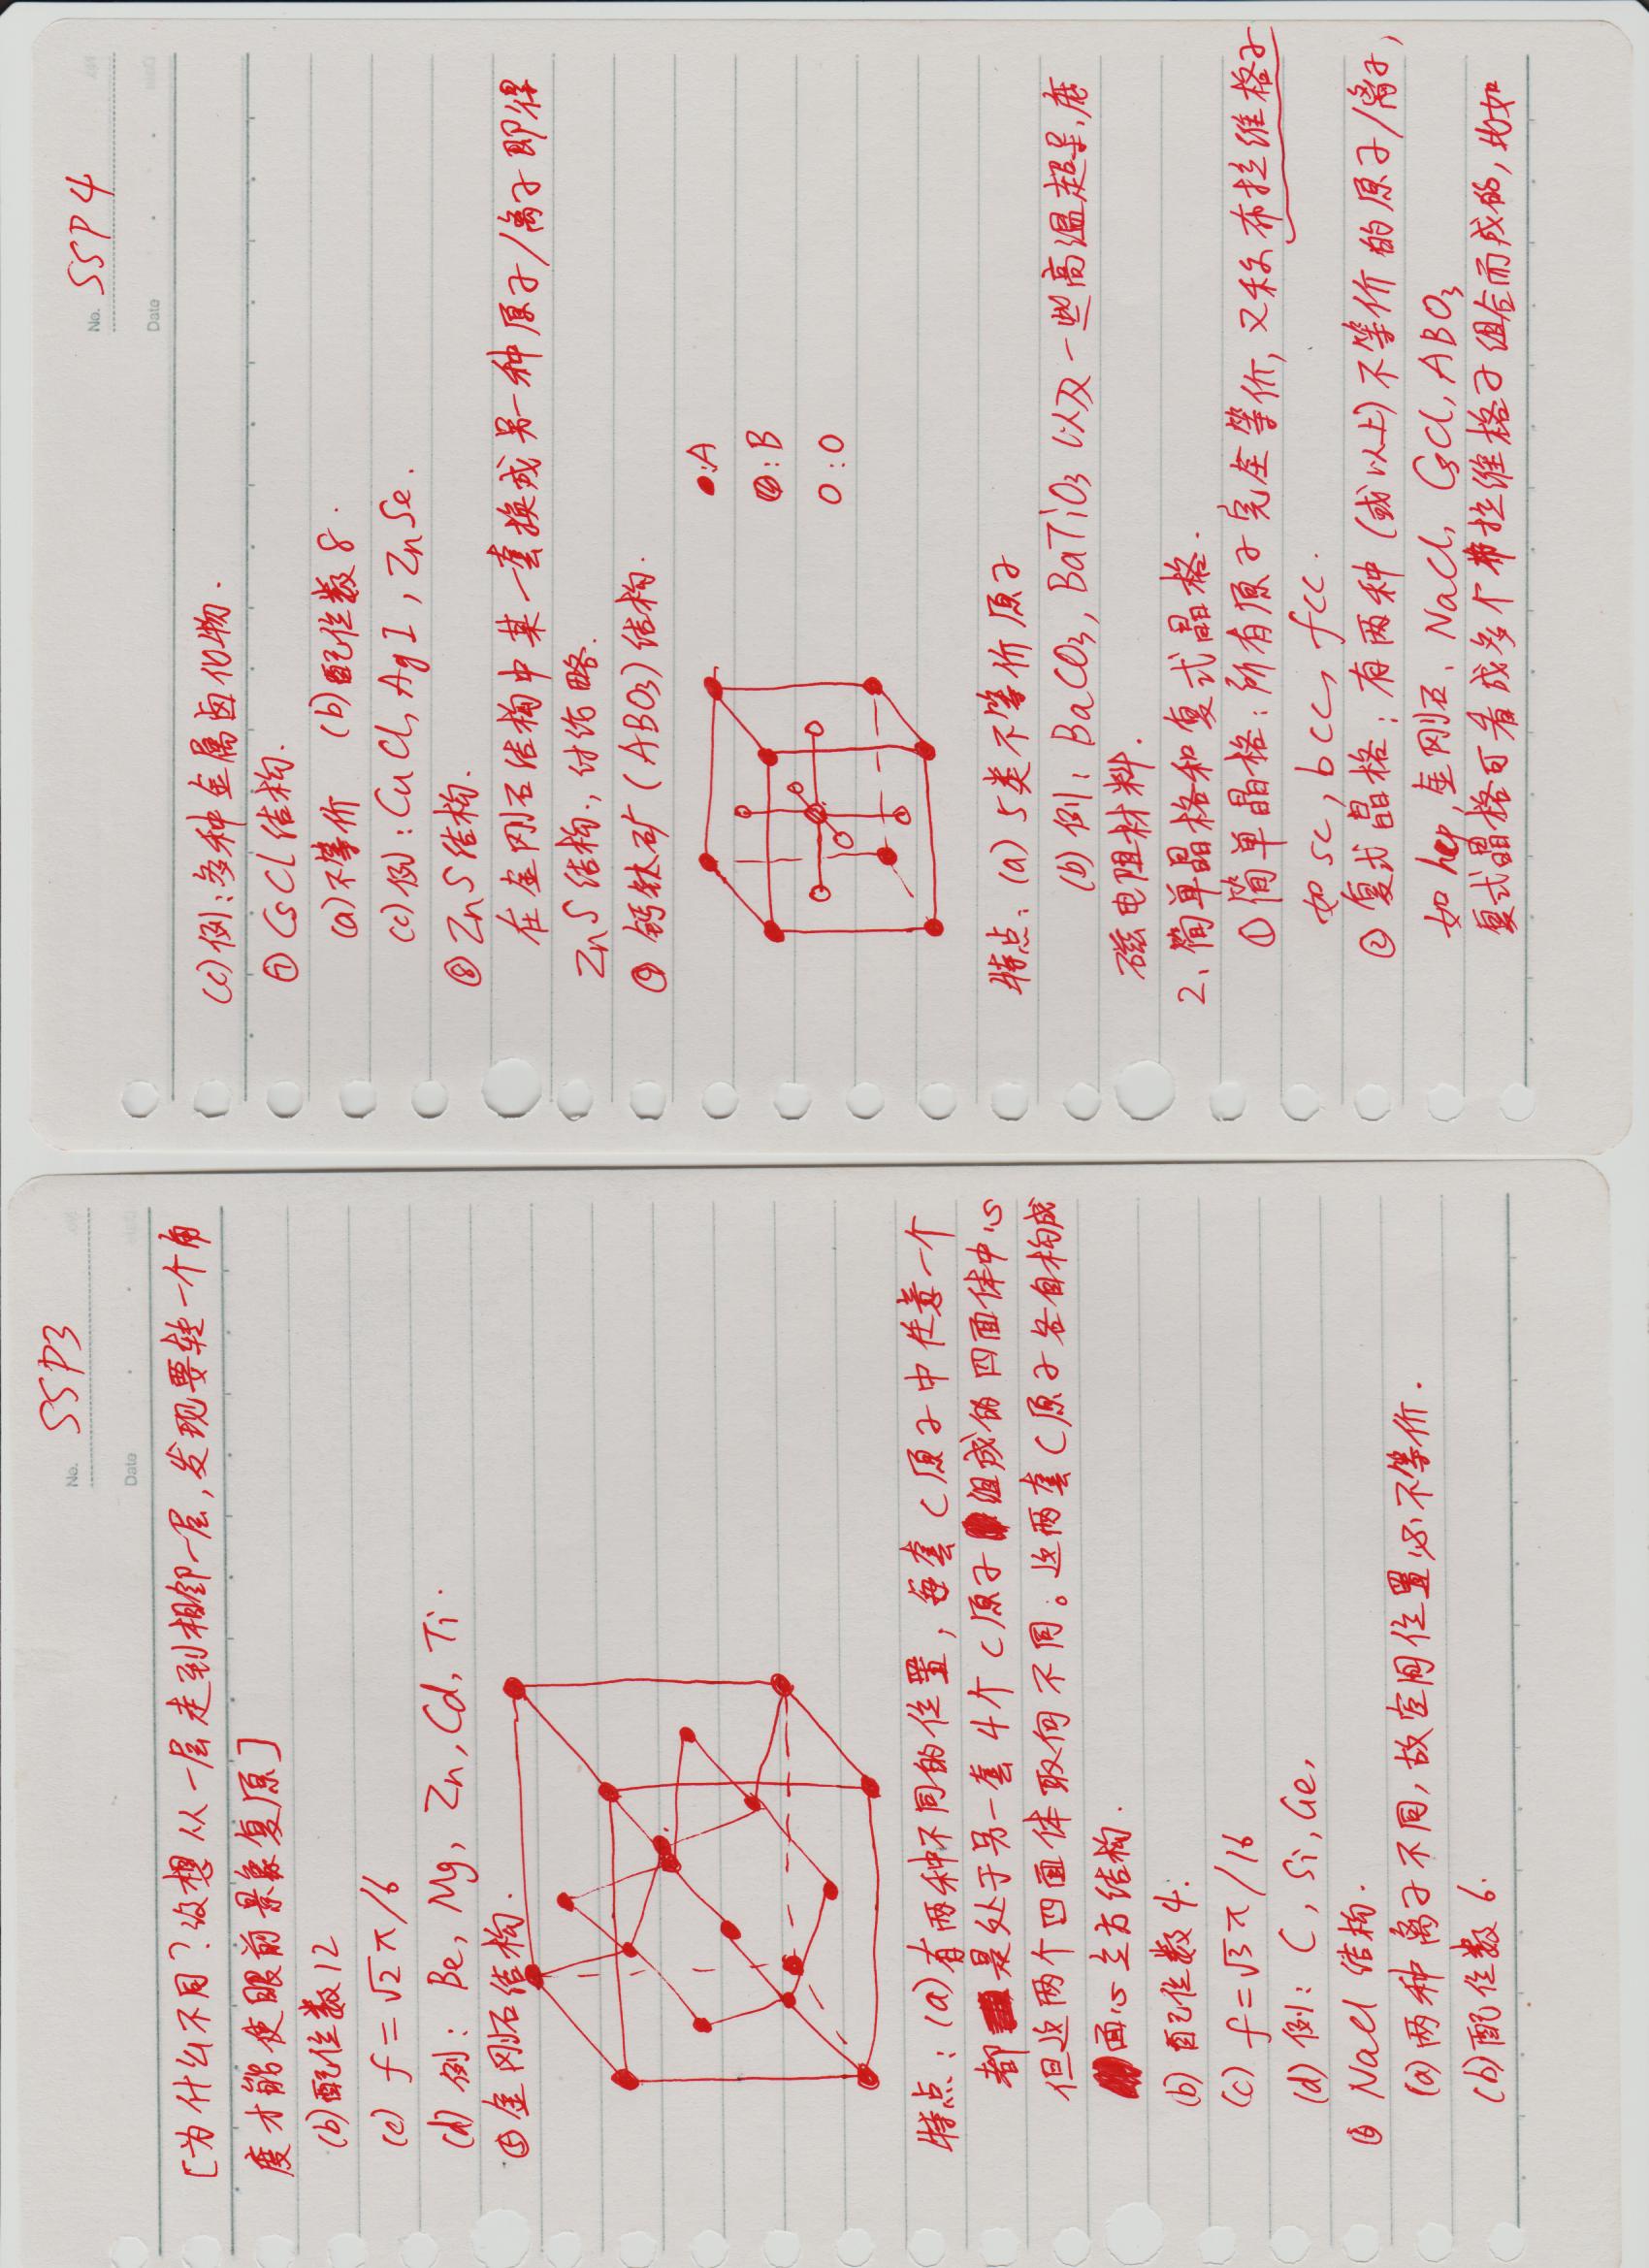 No. SSP3
Date
[为什么不同？设想从一层走到相邻一层，发现要转一个角
度才能使眼前景象复原]
(b) 配位数12
(c) f=√2π/6
(d) 例：Be, Mg, Zn, Cd, Ti.
⑤金刚石结构.
特点：(a)有两种不同的位置，每套C原子中任意一个
都是处于另一套4个C原子组成的四面体中心
但这两个四面体取向不同。这两套C原子各自构成
面心立方结构.
(b) 配位数4.
(c) f=√3π/16
(d) 例：C, Si, Ge,
⑥ NaCl 结构.
(a) 两种离子不同，故空间位置必不等价.
(b) 配位数6.
No. SSP4
Date
(c) 例：多种金属卤化物.
⑦ CsCl 结构.
(a) 不等价 (b) 配位数8.
(c) 例：CuCl, AgI, ZnSe.
⑧ ZnS 结构.
在金刚石结构中某一套换成另一种原子/离子即得
ZnS 结构., 讨论略.
⑨ 钙钛矿 (ABO3) 结构.
:A
:B
:O
特点：(a) 5类不等价原子
(b) 例：BaCO3, BaTiO3 以及一些高温超导、庞
磁电阻材料.
2、简单晶格和复式晶格.
①简单晶格：所有原子完全等价，又称布拉维格子
如 sc, bcc, fcc.
②复式晶格：有两种(或以上)不等价的原子/离子，
如 hcp, 金刚石、NaCl, CsCl, ABO3
复式晶格可看成多个布拉维格子组合而成的，比如